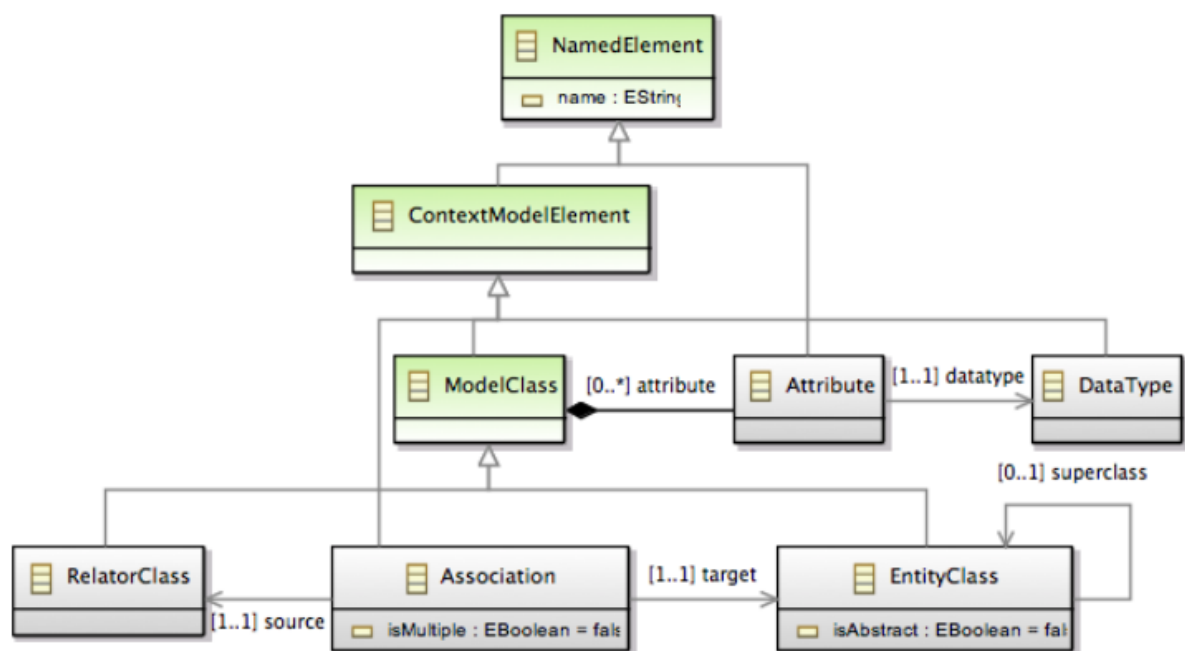 NamedElement
name : EString
ContextModelElement
ModelClass
[0..*] attribute
Attribute
[1..1] datatype
DataType
[0..1] superclass
RelatorClass
[1..1] source
Association
isMultiple : EBoolean = fals
[1..1] target
EntityClass
isAbstract : EBoolean = fal